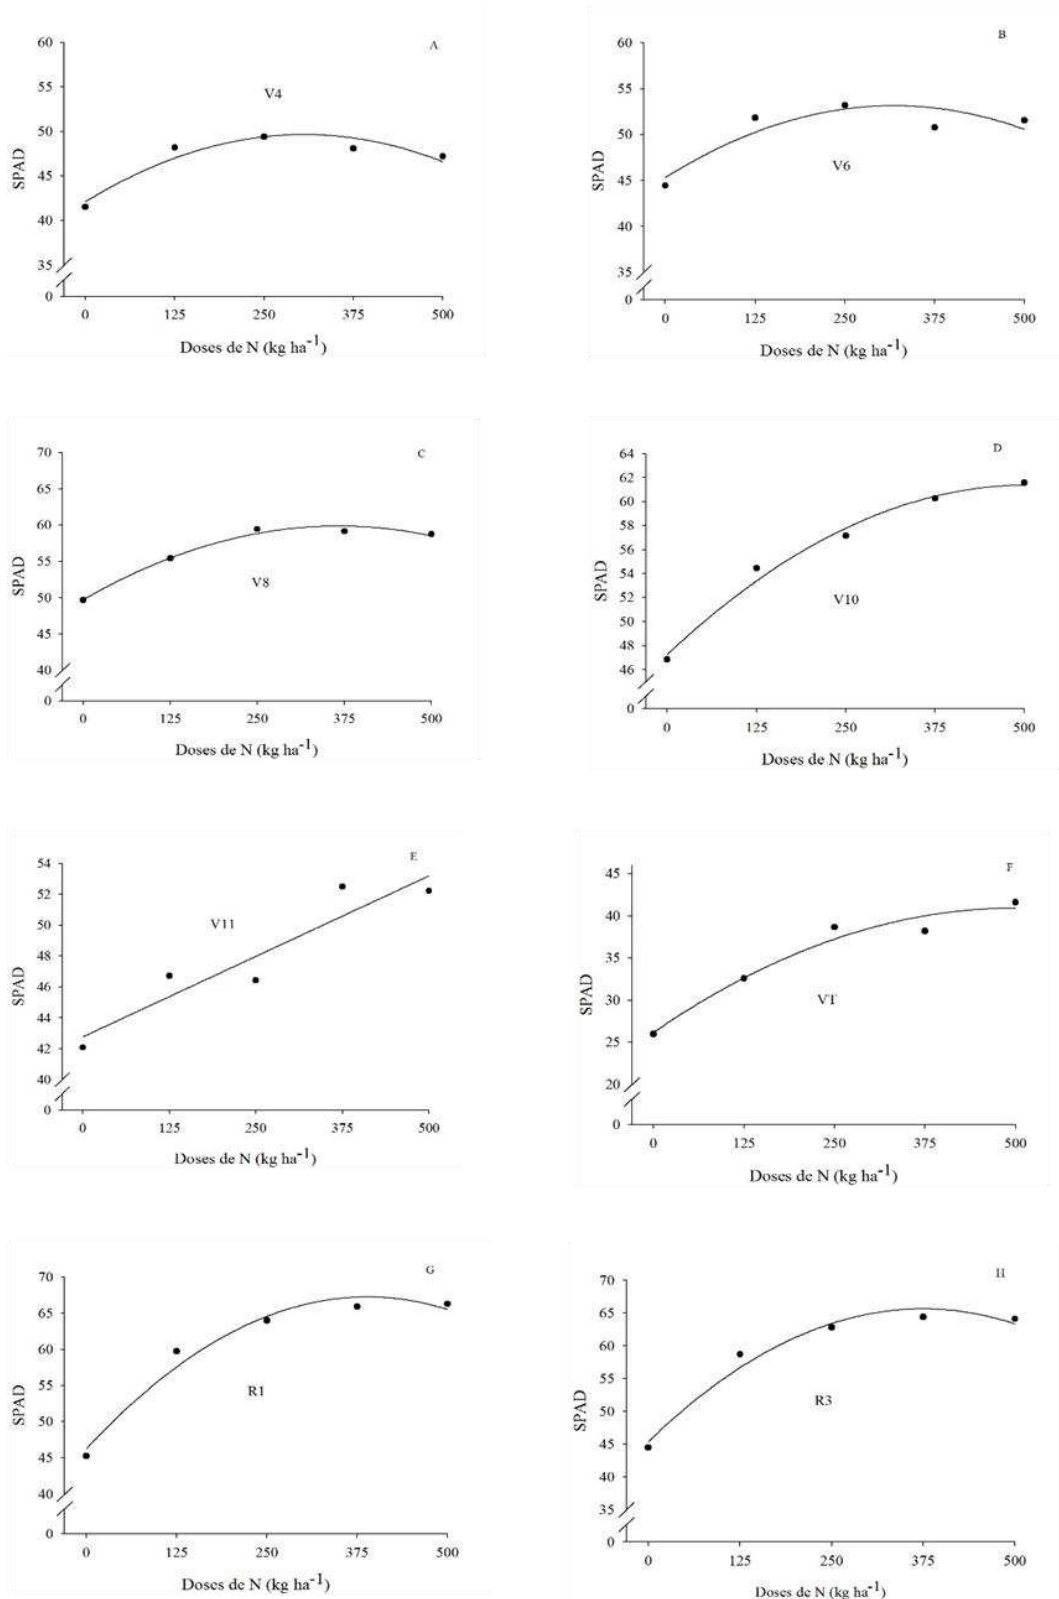 A
60
55
50
45
40
35
0
SPAD
V4
0 125 250 375 500
Doses de N (kg ha-1)
B
60
55
50
45
40
35
0
SPAD
V6
0 125 250 375 500
Doses de N (kg ha-1)
C
70
65
60
55
50
45
40
0
SPAD
V8
0 125 250 375 500
Doses de N (kg ha-1)
D
64
62
60
58
56
54
52
50
48
46
0
SPAD
V10
0 125 250 375 500
Doses de N (kg ha-1)
E
54
52
50
48
46
44
42
40
0
SPAD
V11
0 125 250 375 500
Doses de N (kg ha-1)
F
45
40
35
30
25
20
0
SPAD
VT
0 125 250 375 500
Doses de N (kg ha-1)
G
70
65
60
55
50
45
40
0
SPAD
R1
0 125 250 375 500
Doses de N (kg ha-1)
H
70
65
60
55
50
45
40
35
0
SPAD
R3
0 125 250 375 500
Doses de N (kg ha-1)